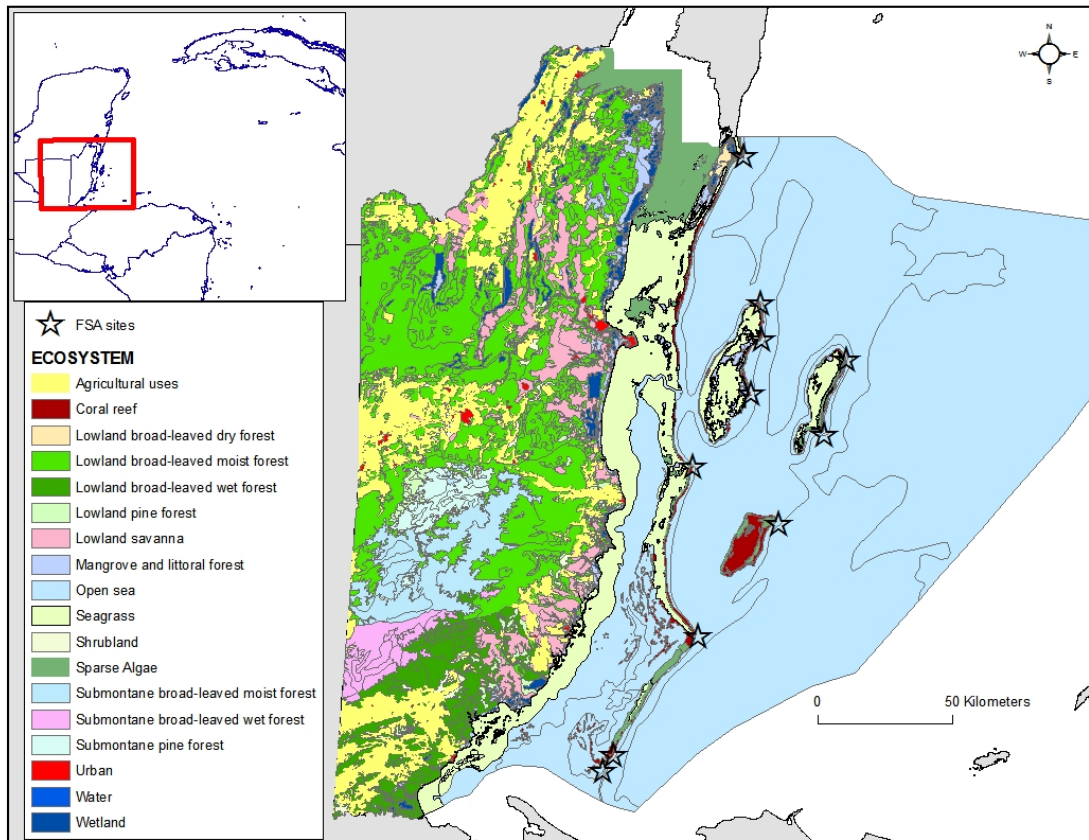 N
W E
S
FSA sites
ECOSYSTEM
Agricultural uses
Coral reef
Lowland broad-leaved dry forest
Lowland broad-leaved moist forest
Lowland broad-leaved wet forest
Lowland pine forest
Lowland savanna
Mangrove and littoral forest
Open sea
Seagrass
Shrubland
Sparse Algae
Submontane broad-leaved moist forest
Submontane broad-leaved wet forest
Submontane pine forest
Urban
Water
Wetland
0 50 Kilometers